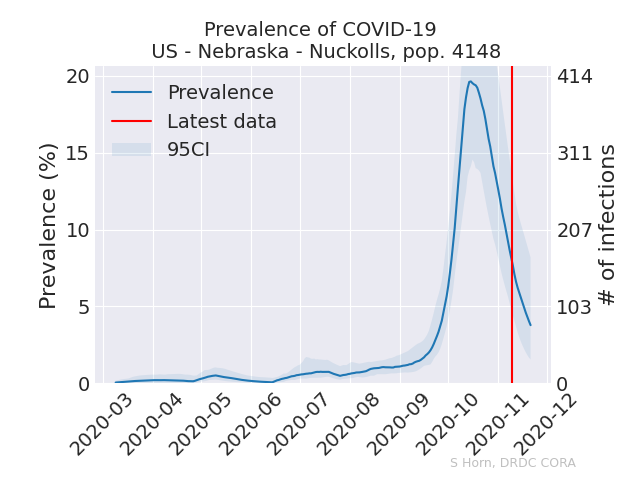 Prevalence of COVID-19
US - Nebraska - Nuckolls, pop. 4148
Prevalence
Latest data
95CI
Prevalence (%)
20
15
10
5
0
414
311
207
103
0
# of infections
2020-03
2020-04
2020-05
2020-06
2020-07
2020-08
2020-09
2020-10
2020-11
2020-12
S Horn, DRDC CORA